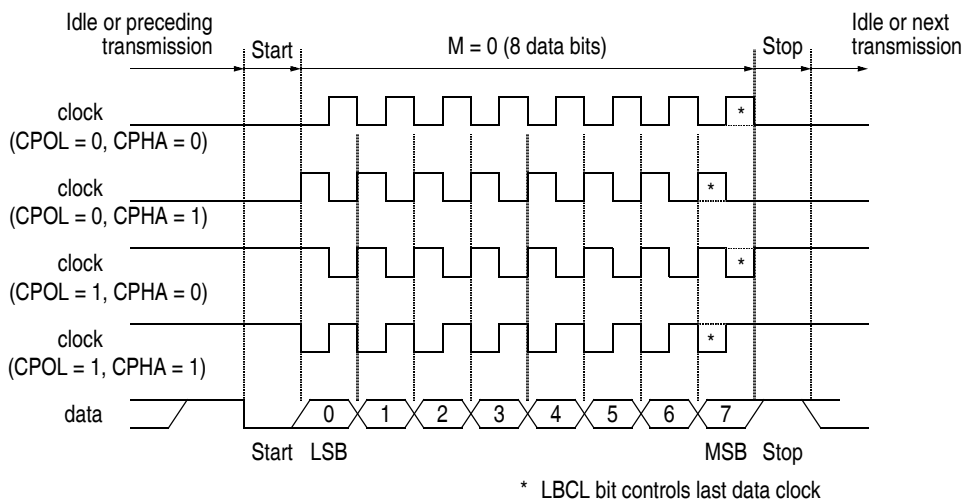 Idle or preceding
transmission
Start
M = 0 (8 data bits)
Stop
Idle or next
transmission
clock
(CPOL = 0, CPHA = 0)
*
clock
(CPOL = 0, CPHA = 1)
*
clock
(CPOL = 1, CPHA = 0)
*
clock
(CPOL = 1, CPHA = 1)
*
data
0 1 2 3 4 5 6 7
Start LSB MSB Stop
* LBCL bit controls last data clock